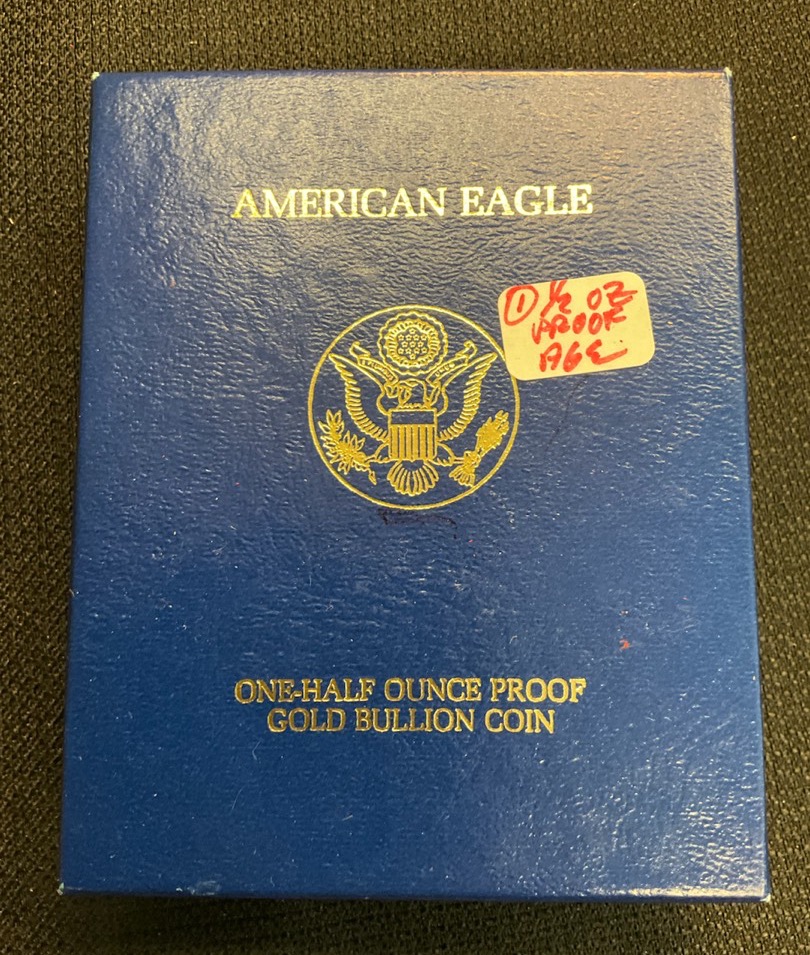 AMERICAN EAGLE
① 1/2 OZ
PROOF
AGE
ONE-HALF OUNCE PROOF
GOLD BULLION COIN